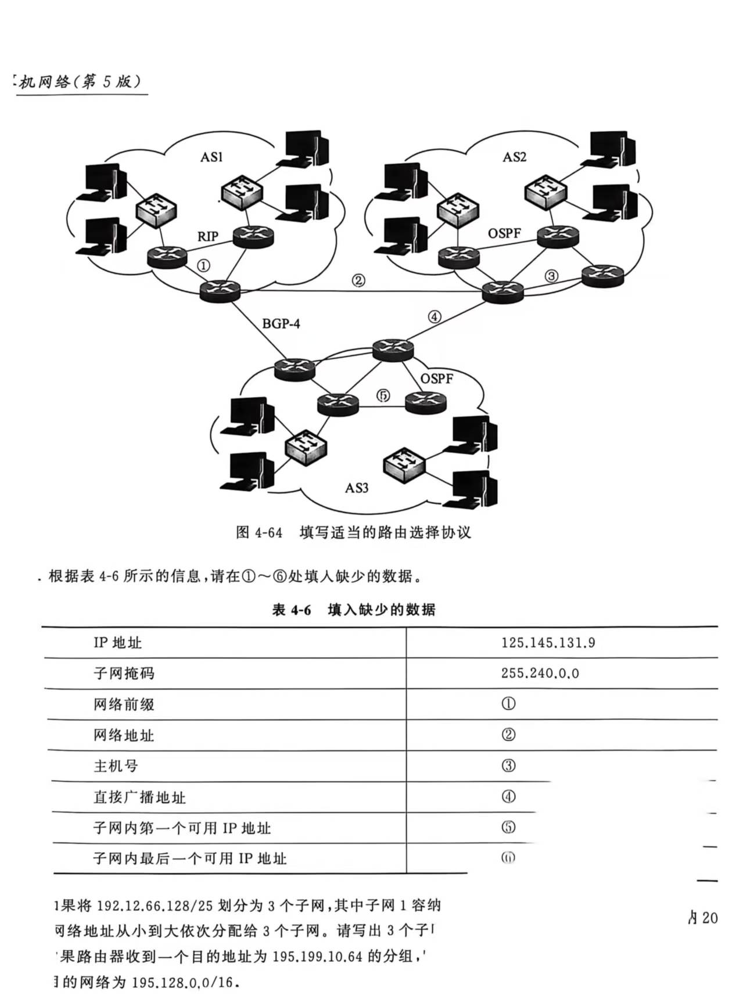 机网络(第 5 版)
AS1
AS2
RIP
OSPF
①
②
③
BGP-4
④
OSPF
⑤
AS3
图 4-64 填写适当的路由选择协议
. 根据表 4-6 所示的信息,请在①~⑥处填入缺少的数据。
表 4-6 填入缺少的数据
IP 地址 125.145.131.9
子网掩码 255.240.0.0
网络前缀 ①
网络地址 ②
主机号 ③
直接广播地址 ④
子网内第一个可用 IP 地址 ⑤
子网内最后一个可用 IP 地址 ⑥
果将 192.12.66.128/25 划分为 3 个子网,其中子网 1 容纳
20
网络地址从小到大依次分配给 3 个子网。请写出 3 个子
果路由器收到一个目的地址为 195.199.10.64 的分组,
的网络为 195.128.0.0/16.